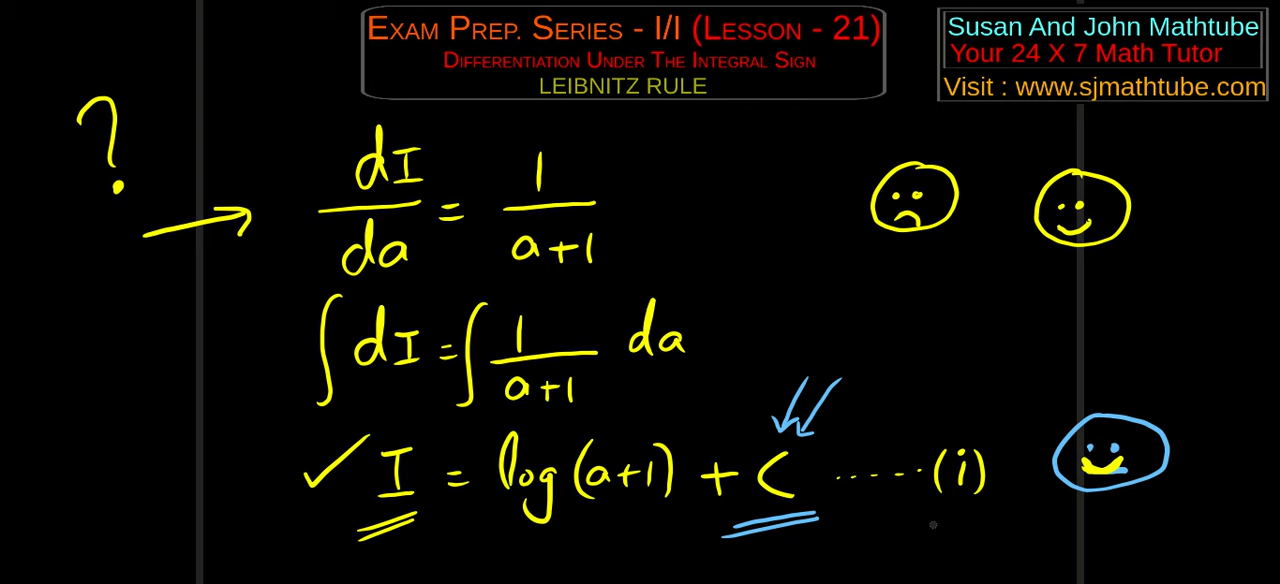 EXAM PREP. SERIES - I/I (LESSON - 21)
DIFFERENTIATION UNDER THE INTEGRAL SIGN
LEIBNITZ RULE
Susan And John Mathtube
Your 24 X 7 Math Tutor
Visit : www.sjmathtube.com
?
dI/da = 1/(a+1)
∫ dI = ∫ 1/(a+1) da
✓ I = log(a+1) + C ...... (i)